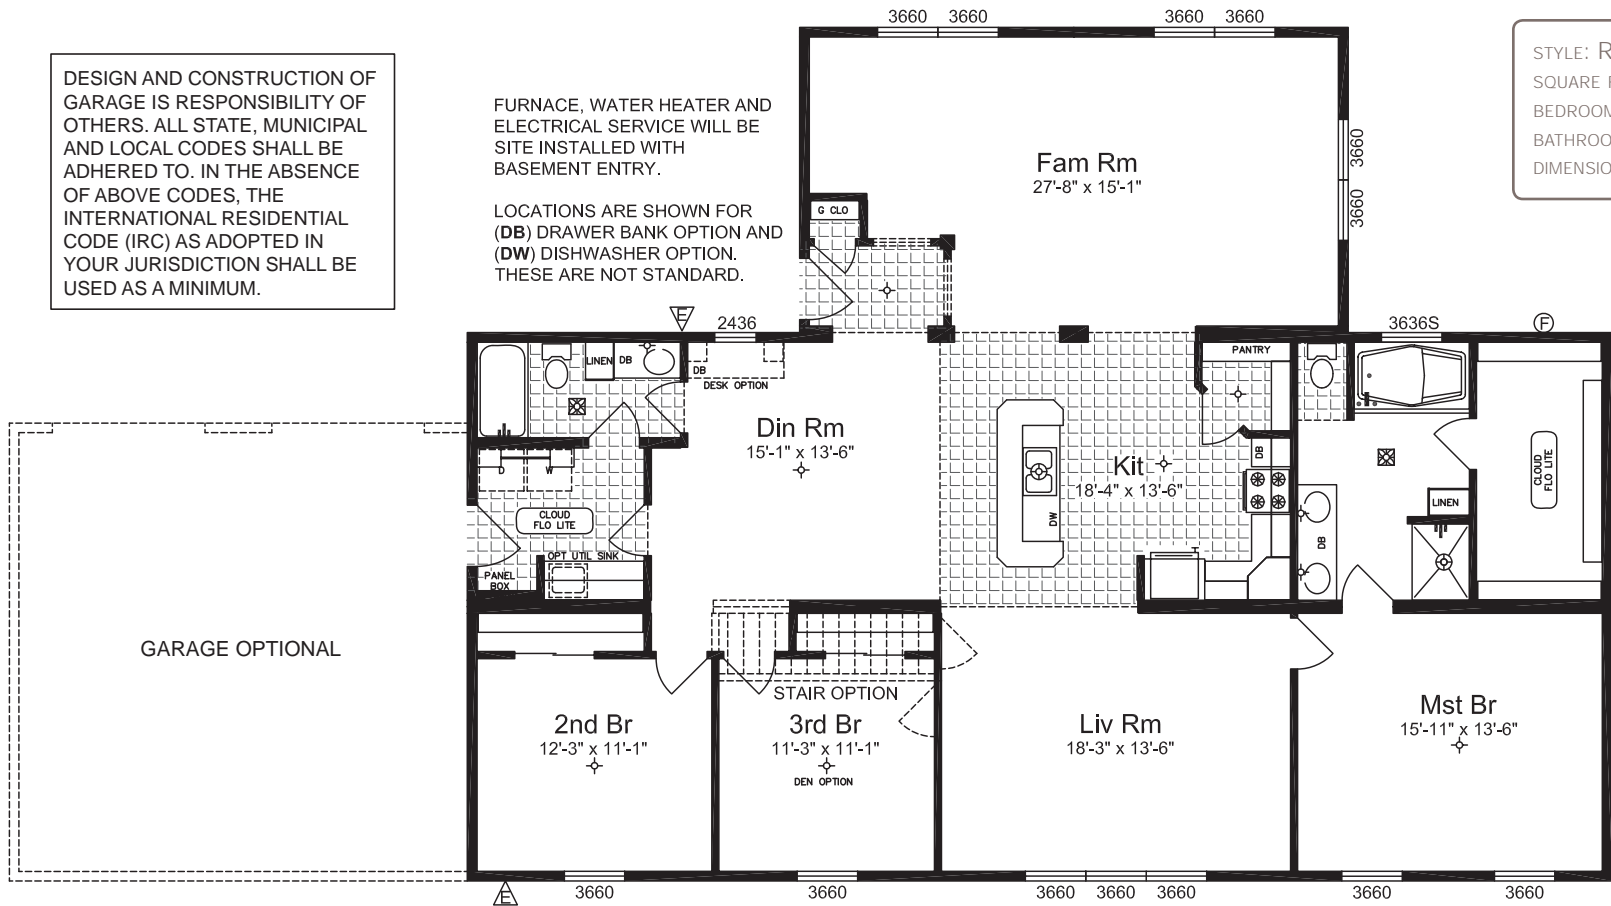 3660 3660 3660 3660
DESIGN AND CONSTRUCTION OF
GARAGE IS RESPONSIBILITY OF
OTHERS. ALL STATE, MUNICIPAL
AND LOCAL CODES SHALL BE
ADHERED TO. IN THE ABSENCE
OF ABOVE CODES, THE
INTERNATIONAL RESIDENTIAL
CODE (IRC) AS ADOPTED IN
YOUR JURISDICTION SHALL BE
USED AS A MINIMUM.
FURNACE, WATER HEATER AND
ELECTRICAL SERVICE WILL BE
SITE INSTALLED WITH
BASEMENT ENTRY.
LOCATIONS ARE SHOWN FOR
(DB) DRAWER BANK OPTION AND
(DW) DISHWASHER OPTION.
THESE ARE NOT STANDARD.
STYLE: R
SQUARE F
BEDROOM
BATHROO
DIMENSIO
Fam Rm
27'-8" x 15'-1"
3660
3660
G CLO
E
2436
3636S
F
LINEN
DB
DB
DESK OPTION
PANTRY
Din Rm
15'-1" x 13'-6"
Kit
18'-4" x 13'-6"
DB
DW
D W
CLOUD
FLO LITE
OPT UTIL SINK
PANEL
BOX
LINEN
DB
CLOUD
FLO LITE
GARAGE OPTIONAL
STAIR OPTION
2nd Br
12'-3" x 11'-1"
3rd Br
11'-3" x 11'-1"
DEN OPTION
Liv Rm
18'-3" x 13'-6"
Mst Br
15'-11" x 13'-6"
E
3660 3660 3660 3660 3660 3660 3660